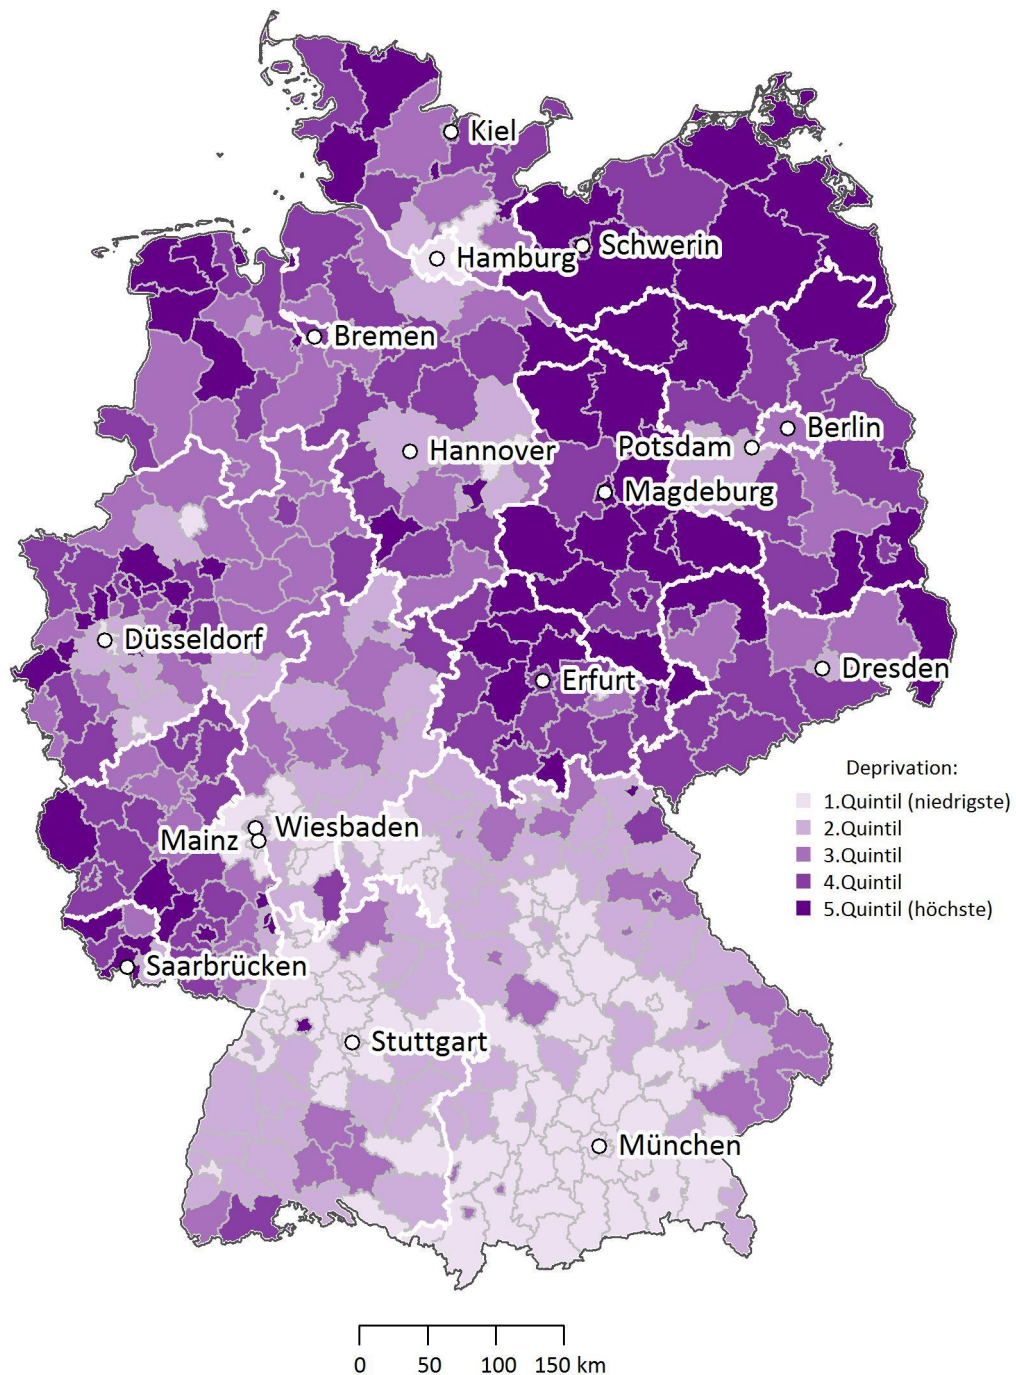 Kiel
Schwerin
Hamburg
Bremen
Berlin
Hannover
Potsdam
Magdeburg
Düsseldorf
Dresden
Erfurt
Deprivation:
1.Quintil (niedrigste)
2.Quintil
3.Quintil
4.Quintil
5.Quintil (höchste)
Wiesbaden
Mainz
Saarbrücken
Stuttgart
München
0 50 100 150 km